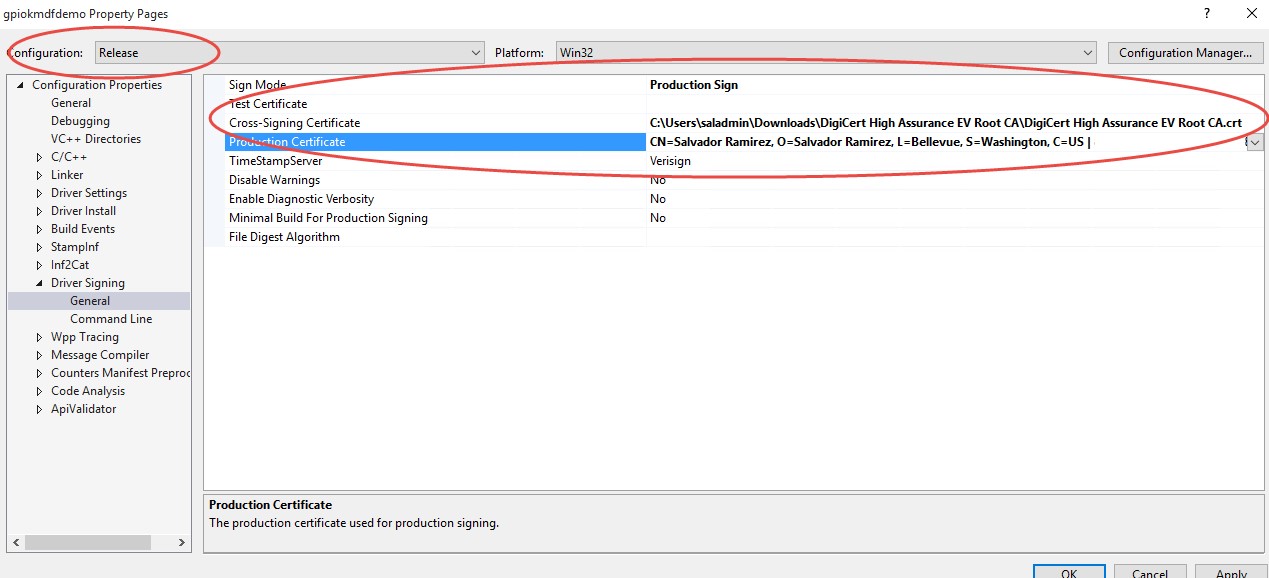 gpiokmdfdemo Property Pages ? ×
Configuration: Release Platform: Win32 Configuration Manager...
Configuration Properties
General
Debugging
VC++ Directories
C/C++
Linker
Driver Settings
Driver Install
Build Events
StampInf
Inf2Cat
Driver Signing
General
Command Line
Wpp Tracing
Message Compiler
Counters Manifest Preproc
Code Analysis
ApiValidator
Sign Mode Production Sign
Test Certificate
Cross-Signing Certificate C:\Users\saladmin\Downloads\DigiCert High Assurance EV Root CA\DigiCert High Assurance EV Root CA.crt
Production Certificate CN=Salvador Ramirez, O=Salvador Ramirez, L=Bellevue, S=Washington, C=US |
TimeStampServer Verisign
Disable Warnings No
Enable Diagnostic Verbosity No
Minimal Build For Production Signing No
File Digest Algorithm
Production Certificate
The production certificate used for production signing.
OK Cancel Apply